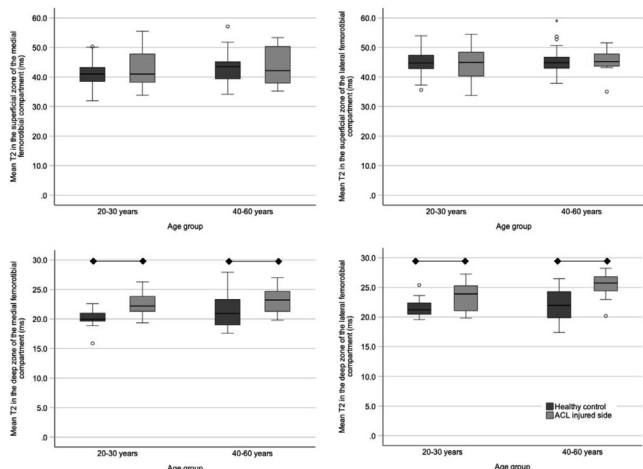 Mean T2 in the superficial zone of the medial
femorotibial compartment (ms)
60.0
50.0
40.0
30.0
20.0
10.0
.0
20-30 years
40-60 years
Age group
Mean T2 in the superficial zone of the lateral femorotibial
compartment (ms)
60.0
50.0
40.0
30.0
20.0
10.0
.0
20-30 years
40-60 years
Age group
Mean T2 in the deep zone of the medial femorotibial
compartment (ms)
30.0
25.0
20.0
15.0
10.0
5.0
.0
20-30 years
40-60 years
Age group
Mean T2 in the deep zone of the lateral femorotibial
compartment (ms)
30.0
25.0
20.0
15.0
10.0
5.0
.0
Healthy control
ACL injured side
20-30 years
40-60 years
Age group